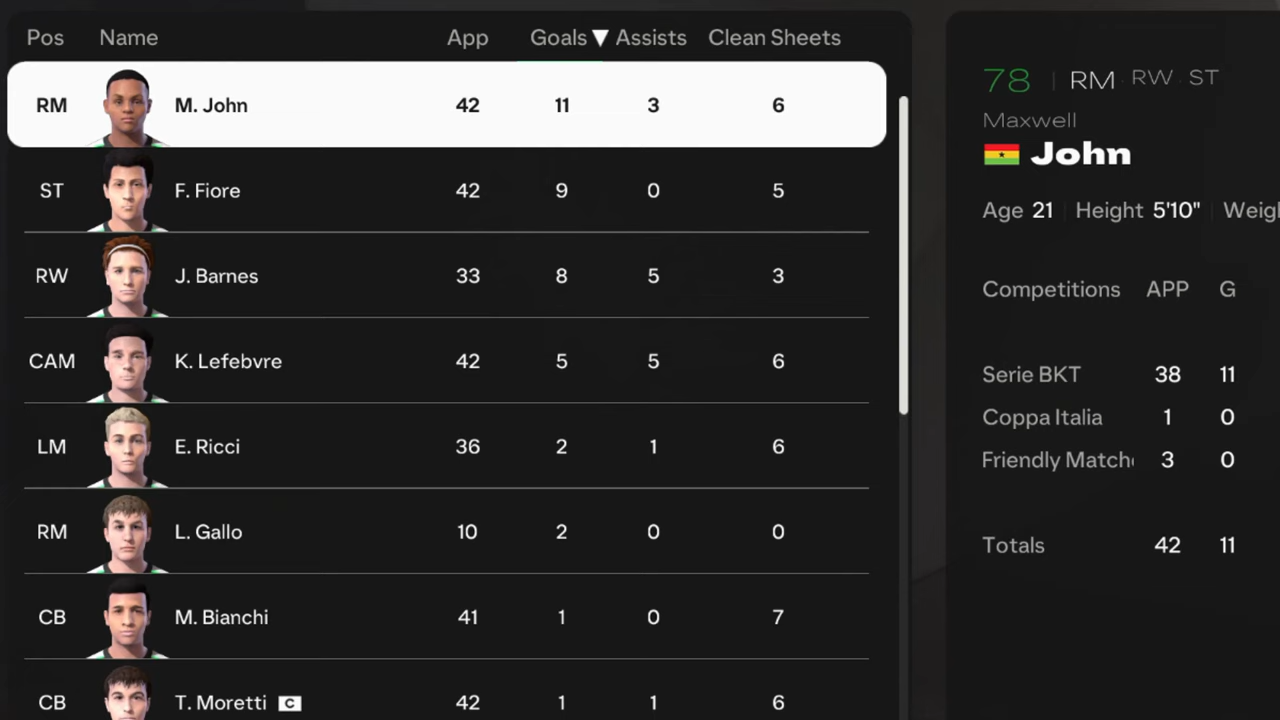 Pos Name App Goals ▼ Assists Clean Sheets
RM M. John 42 11 3 6
ST F. Fiore 42 9 0 5
RW J. Barnes 33 8 5 3
CAM K. Lefebvre 42 5 5 6
LM E. Ricci 36 2 1 6
RM L. Gallo 10 2 0 0
CB M. Bianchi 41 1 0 7
CB T. Moretti C 42 1 1 6
78 RM RW ST
Maxwell
John
Age 21 Height 5'10" Weig
Competitions APP G
Serie BKT 38 11
Coppa Italia 1 0
Friendly Match 3 0
Totals 42 11